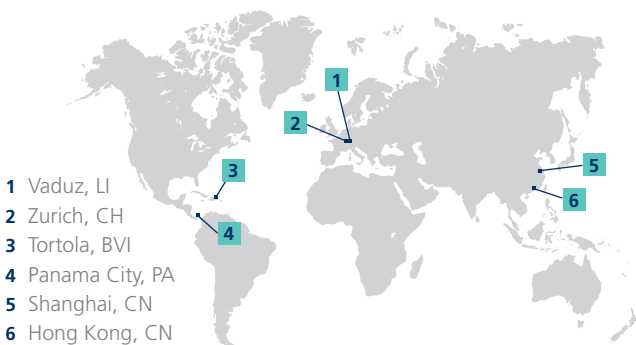 1
2
3
4
5
6
1 Vaduz, LI
2 Zurich, CH
3 Tortola, BVI
4 Panama City, PA
5 Shanghai, CN
6 Hong Kong, CN